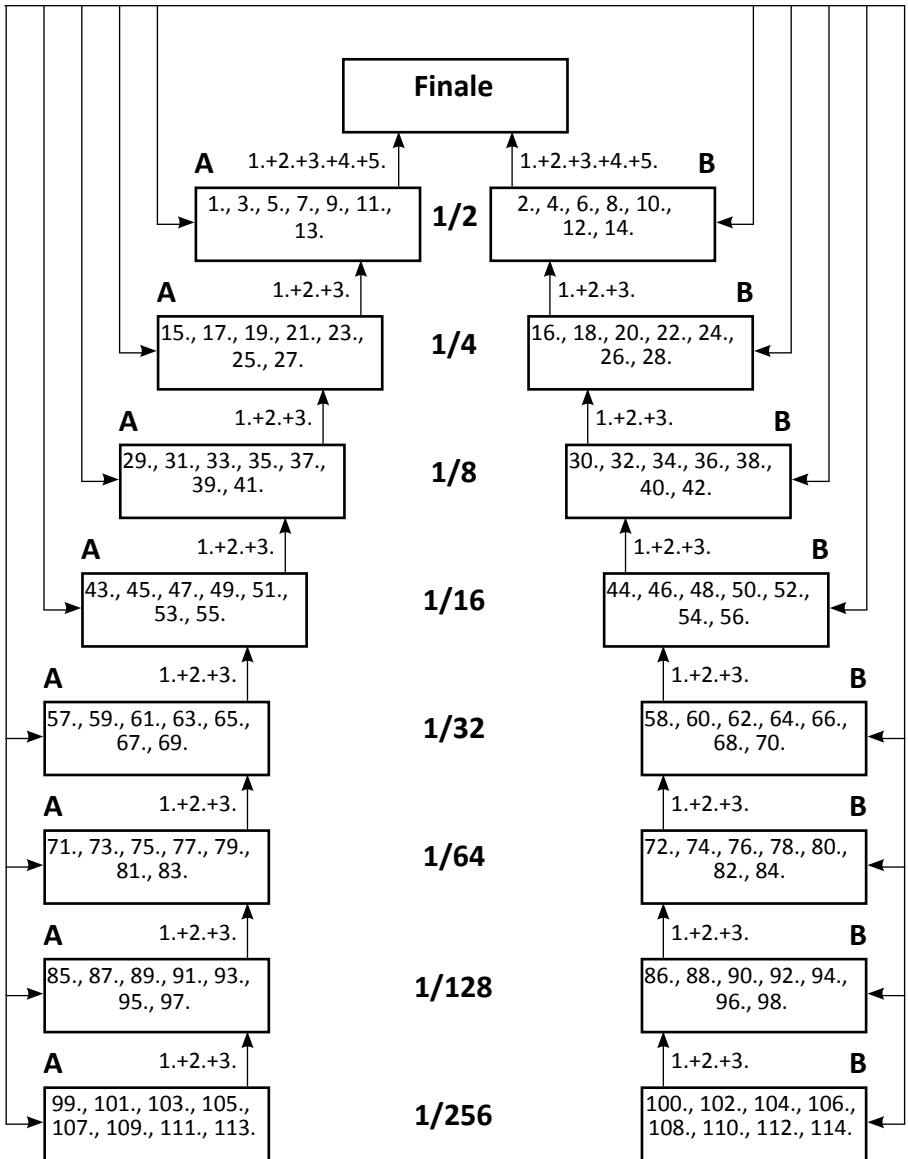 Finale
A 1.+2.+3.+4.+5. 1.+2.+3.+4.+5. B
1., 3., 5., 7., 9., 11.,
13.
1/2
2., 4., 6., 8., 10.,
12., 14.
A 1.+2.+3. 1.+2.+3. B
15., 17., 19., 21., 23.,
25., 27.
1/4
16., 18., 20., 22., 24.,
26., 28.
A 1.+2.+3. 1.+2.+3. B
29., 31., 33., 35., 37.,
39., 41.
1/8
30., 32., 34., 36., 38.,
40., 42.
A 1.+2.+3. 1.+2.+3. B
43., 45., 47., 49., 51.,
53., 55.
1/16
44., 46., 48., 50., 52.,
54., 56.
A 1.+2.+3. 1.+2.+3. B
57., 59., 61., 63., 65.,
67., 69.
1/32
58., 60., 62., 64., 66.,
68., 70.
A 1.+2.+3. 1.+2.+3. B
71., 73., 75., 77., 79.,
81., 83.
1/64
72., 74., 76., 78., 80.,
82., 84.
A 1.+2.+3. 1.+2.+3. B
85., 87., 89., 91., 93.,
95., 97.
1/128
86., 88., 90., 92., 94.,
96., 98.
A 1.+2.+3. 1.+2.+3. B
99., 101., 103., 105.,
107., 109., 111., 113.
1/256
100., 102., 104., 106.,
108., 110., 112., 114.